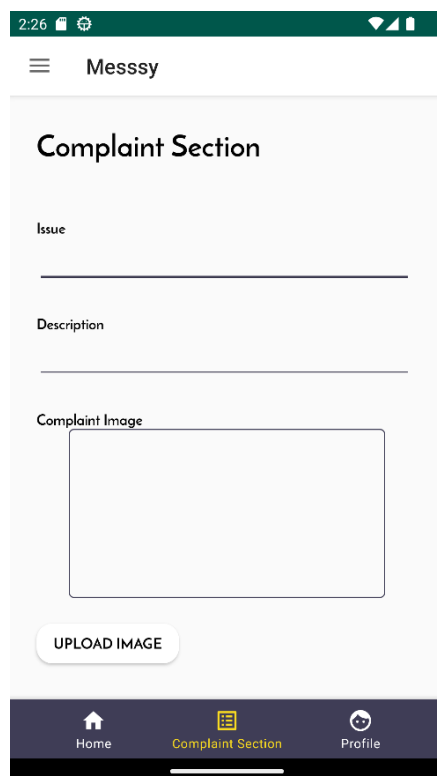 2:26
Messsy
Complaint Section
Issue
Description
Complaint Image
UPLOAD IMAGE
Home Complaint Section Profile